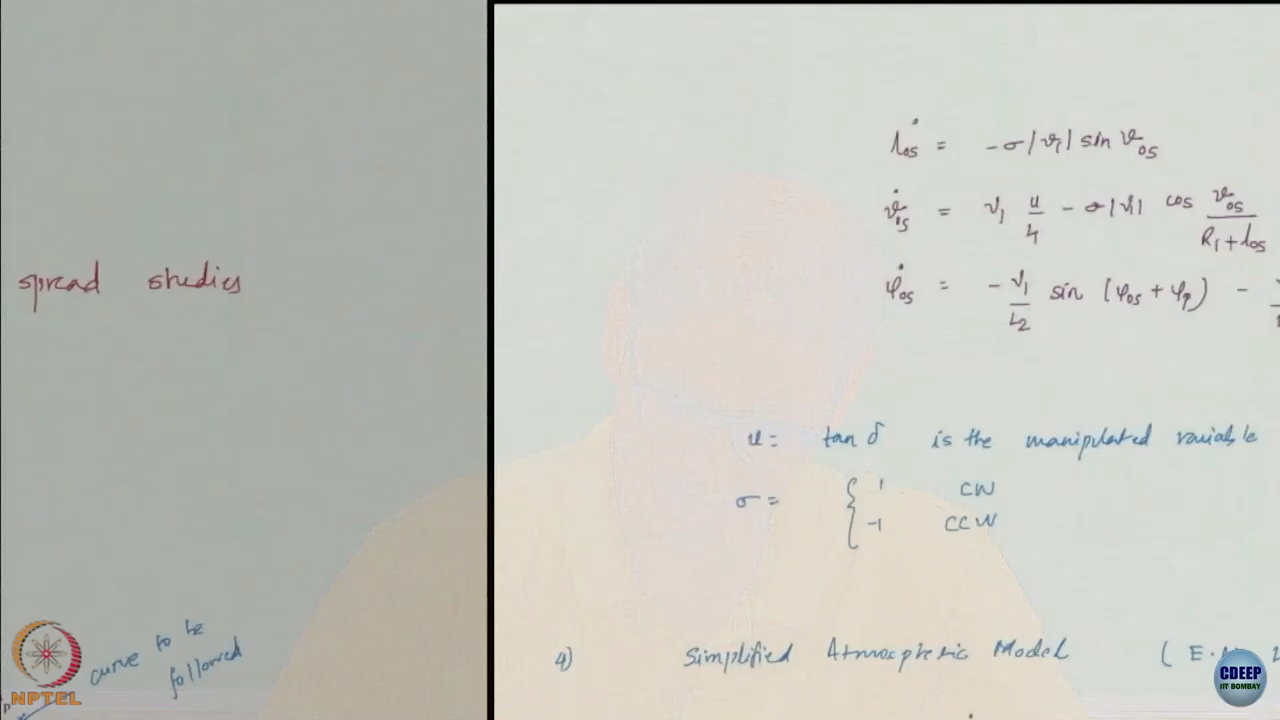 spread studies
curve to be
followed
l̇os = - σ |v1| sin ϑos
ϑ̇os = v1 u/L1 - σ |v1| cos ϑos/(R1 + los)
φ̇os = - v1/L2 sin (φos + φp) -
u = tan δ is the manipulated variable
σ = { 1 CW
-1 CCW
4) Simplified Atmospheric Model ( E.N.
NPTEL
CDEEP
IIT BOMBAY